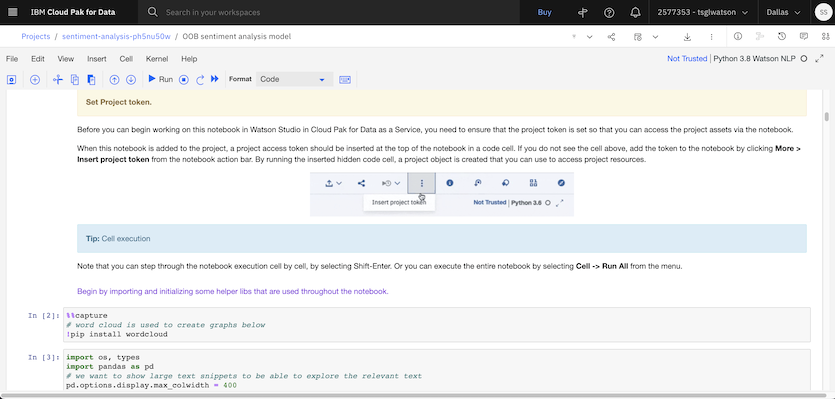 IBM Cloud Pak for Data
Search in your workspaces
Buy
2577353 - tsglwatson
Dallas
SS
Projects / sentiment-analysis-ph5nu50w / OOB sentiment analysis model
File Edit View Insert Cell Kernel Help
Not Trusted | Python 3.8 Watson NLP
Run
Format
Code
Set Project token.
Before you can begin working on this notebook in Watson Studio in Cloud Pak for Data as a Service, you need to ensure that the project token is set so that you can access the project assets via the notebook.
When this notebook is added to the project, a project access token should be inserted at the top of the notebook in a code cell. If you do not see the cell above, add the token to the notebook by clicking More >
Insert project token from the notebook action bar. By running the inserted hidden code cell, a project object is created that you can use to access project resources.
Insert project token
Not Trusted | Python 3.6
Tip: Cell execution
Note that you can step through the notebook execution cell by cell, by selecting Shift-Enter. Or you can execute the entire notebook by selecting Cell -> Run All from the menu.
Begin by importing and initializing some helper libs that are used throughout the notebook.
In [2]: %%capture
# word cloud is used to create graphs below
!pip install wordcloud
In [3]: import os, types
import pandas as pd
# we want to show large text snippets to be able to explore the relevant text
pd.options.display.max_colwidth = 400